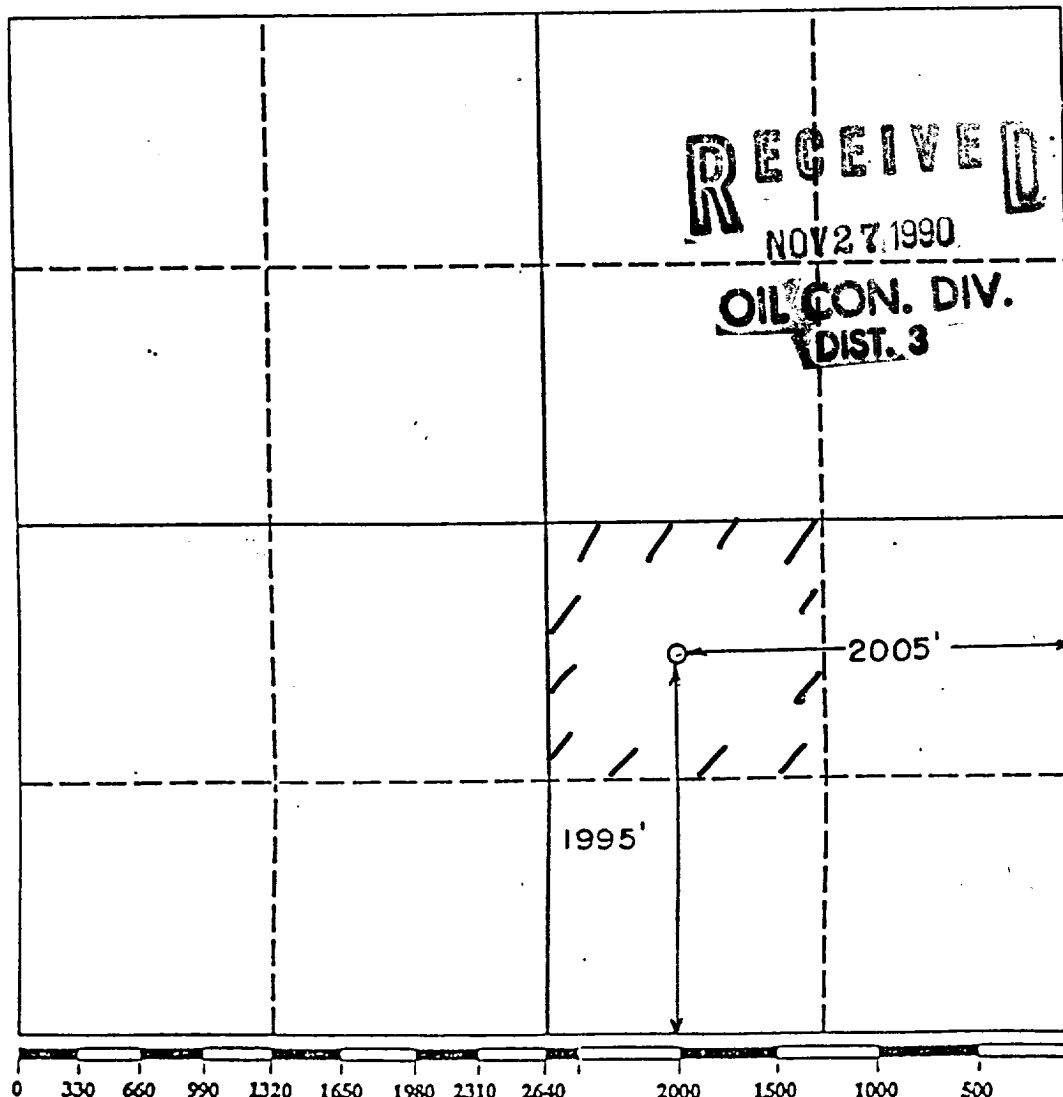 RECEIVED
NOV 27 1990
OIL CON. DIV.
DIST. 3
2005'
1995'
0 330 660 990 1320 1650 1980 2310 2640 2000 1500 1000 500